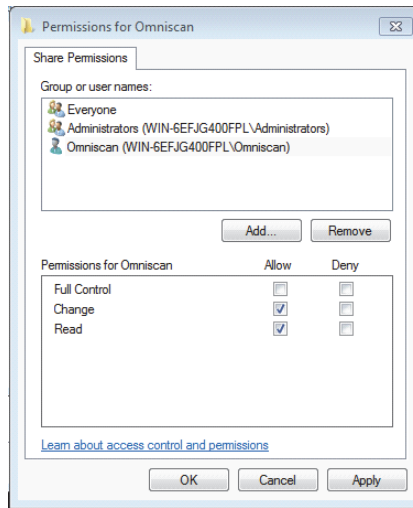 Permissions for Omniscan
Share Permissions
Group or user names:
Everyone
Administrators (WIN-6EFJG400FPL\Administrators)
Omniscan (WIN-6EFJG400FPL\Omniscan)
Add... Remove
Permissions for Omniscan Allow Deny
Full Control
Change
Read
Learn about access control and permissions
OK Cancel Apply